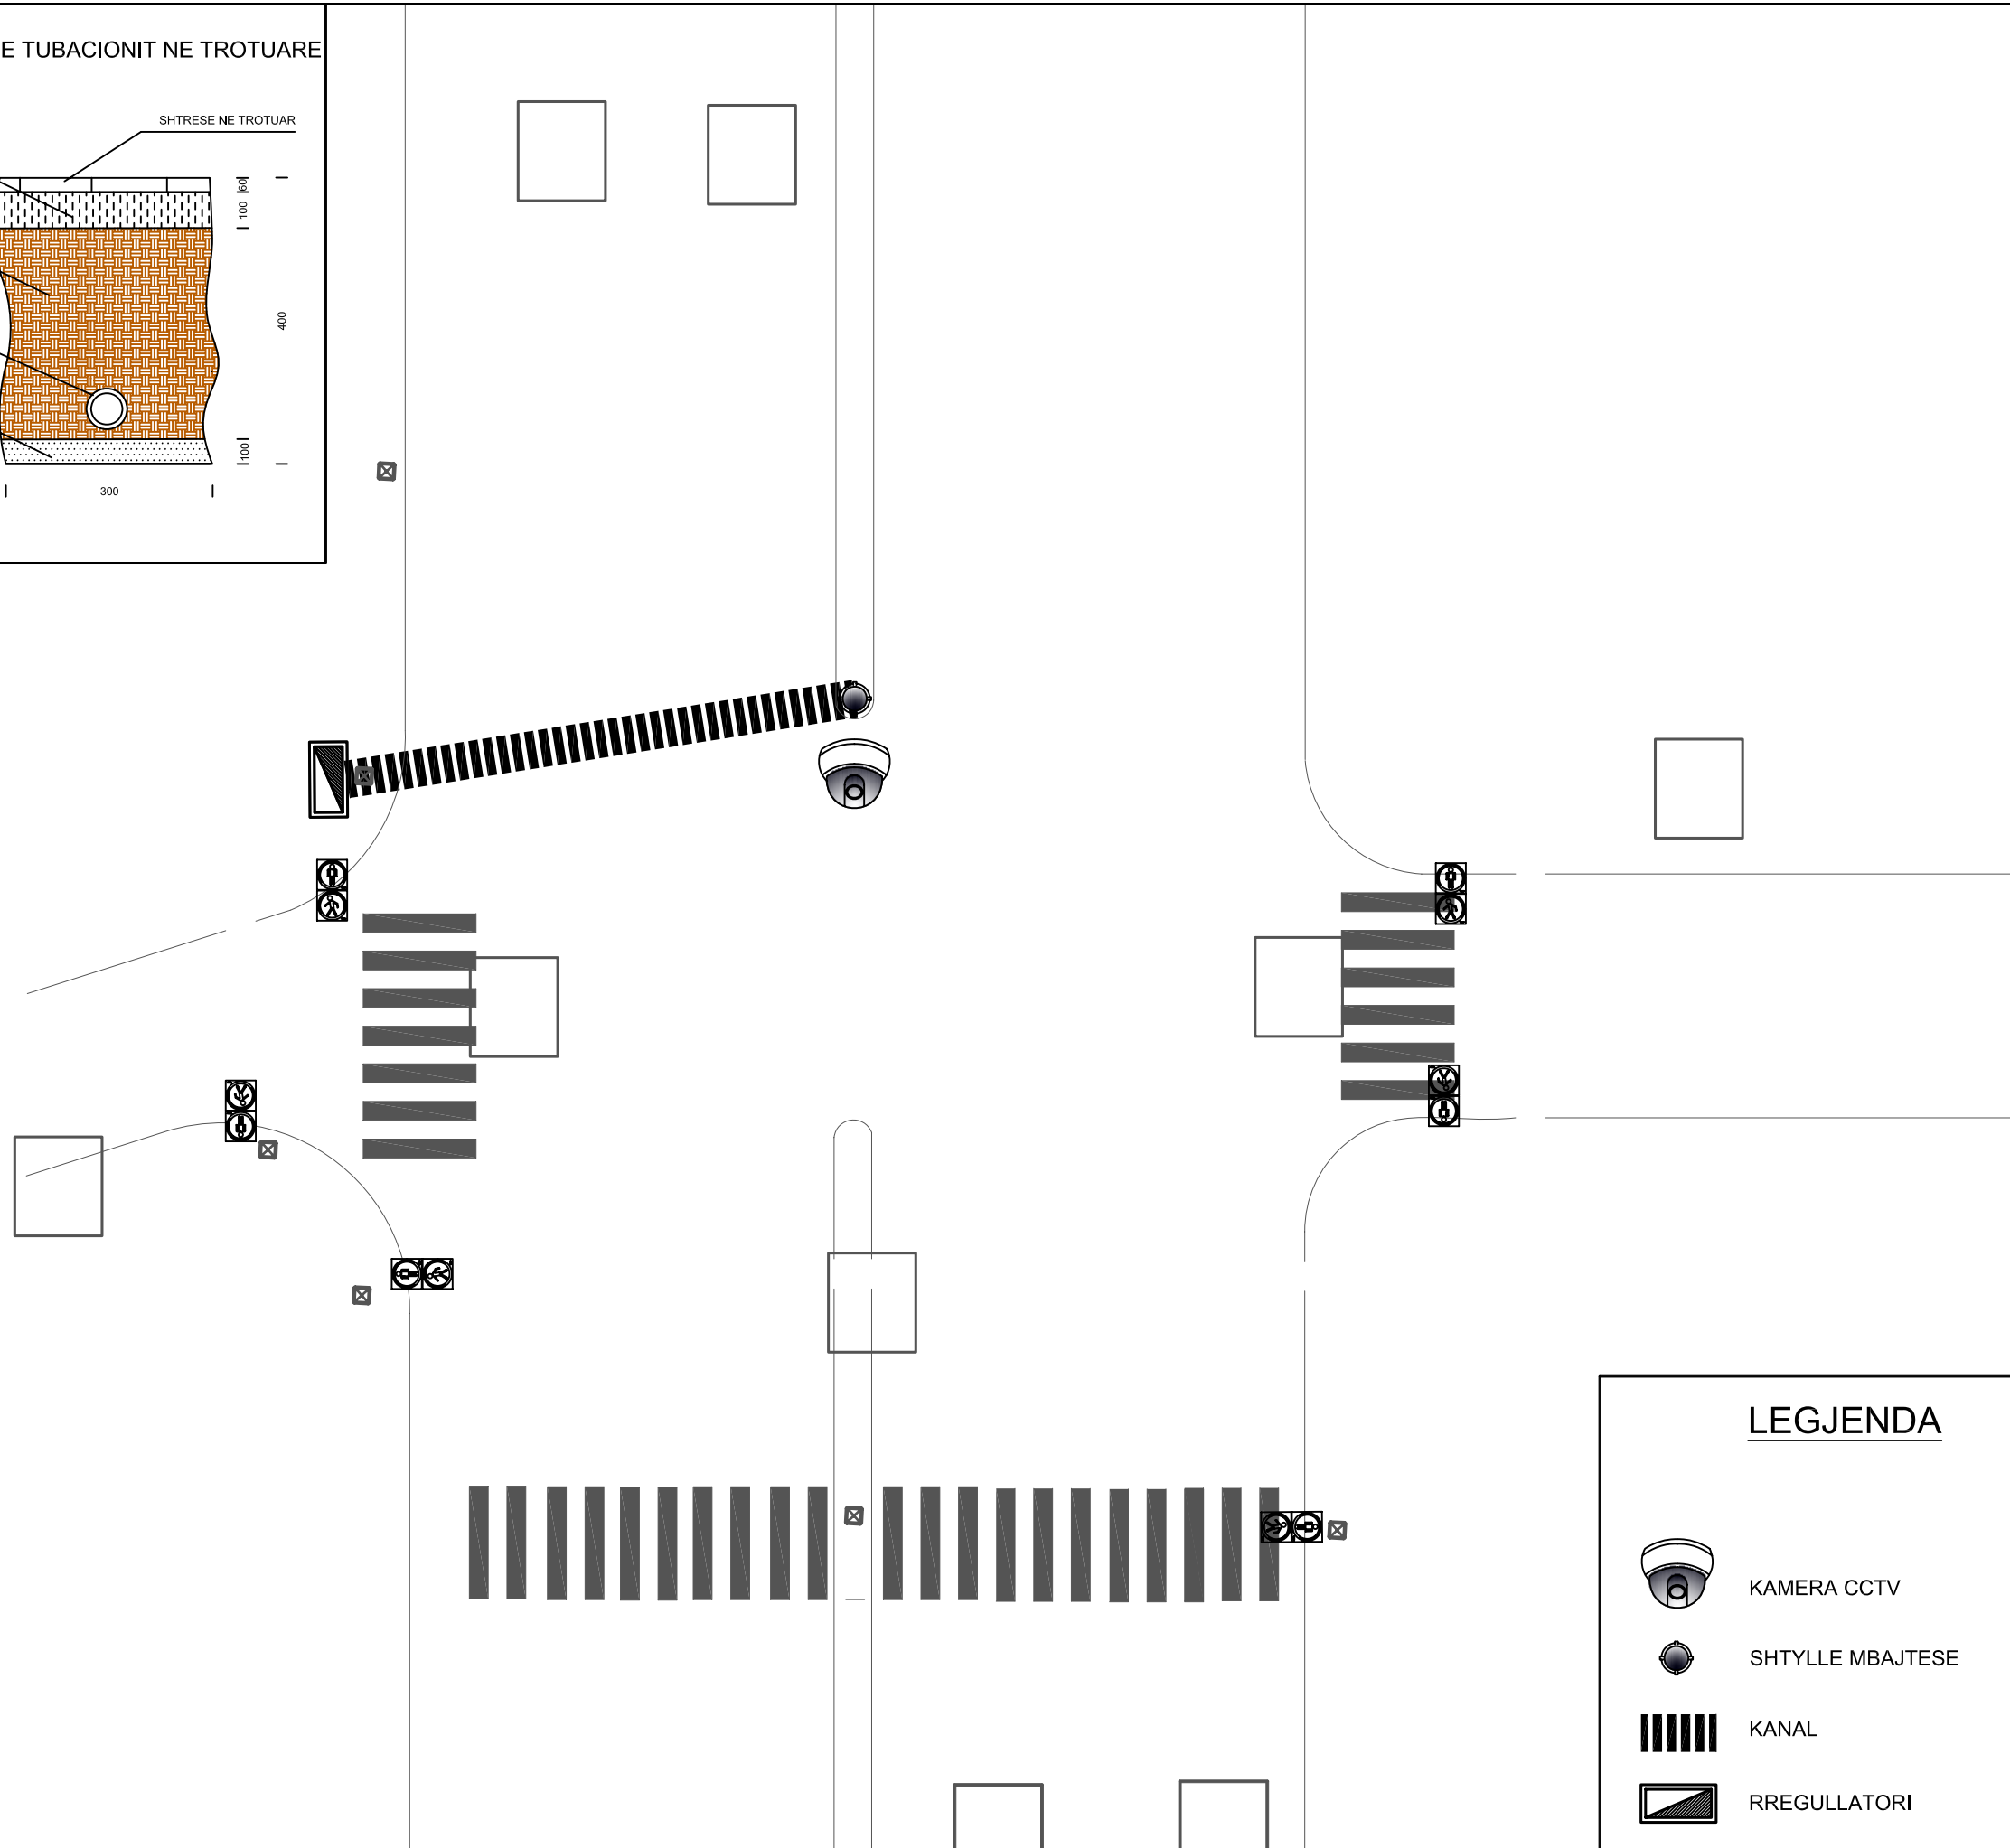 E TUBACIONIT NE TROTUARE
SHTRESE NE TROTUAR
60
100
400
100
300
LEGJENDA
KAMERA CCTV
SHTYLLE MBAJTESE
KANAL
RREGULLATORI